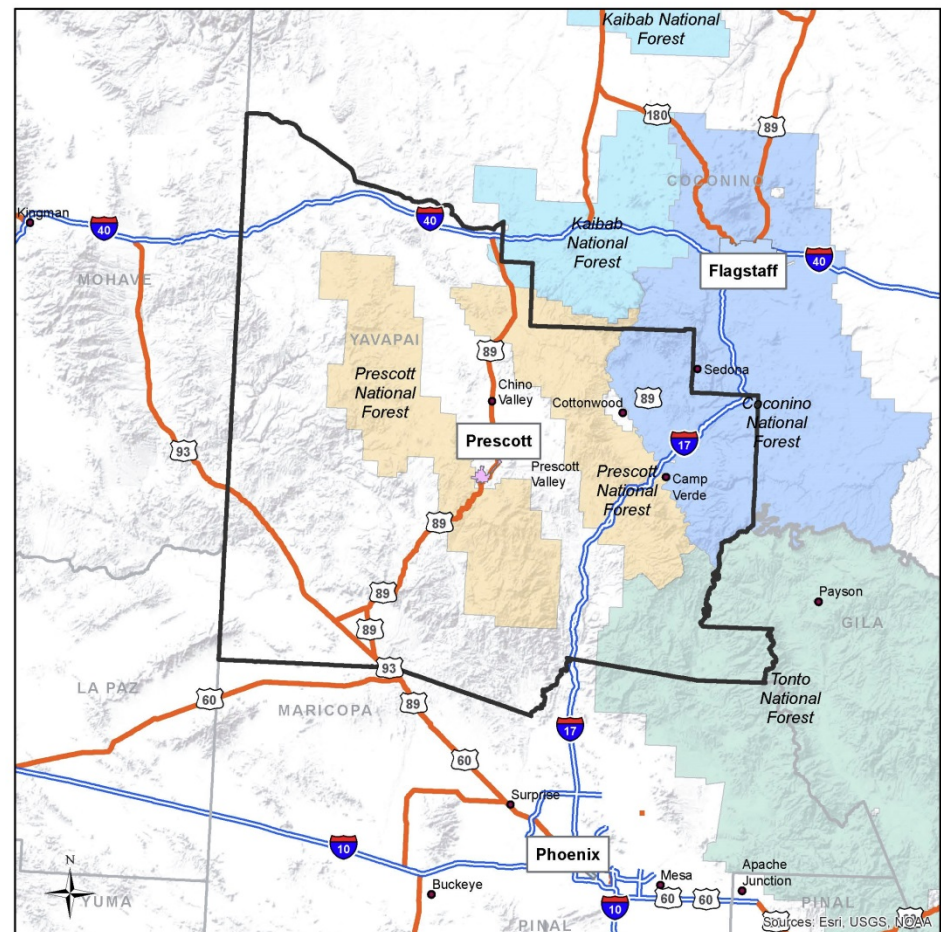 Kaibab National
Forest
180
89
COCONINO
Kingman
40
40
Kaibab
National
Forest
Flagstaff
40
MOHAVE
YAVAPAI
89
Prescott
National
Forest
Sedona
Chino
Valley
Cottonwood
89
Coconino
National
Forest
93
Prescott
17
Prescott
Valley
Prescott
National
Forest
Camp
Verde
89
89
Payson
GILA
89
93
LA PAZ
60
89
MARICOPA
Tonto
National
Forest
17
60
Surprise
10
Phoenix
N
Buckeye
Mesa
Apache
Junction
YUMA
60
60
10
PINAL
PINAL
Sources: Esri, USGS, NOAA